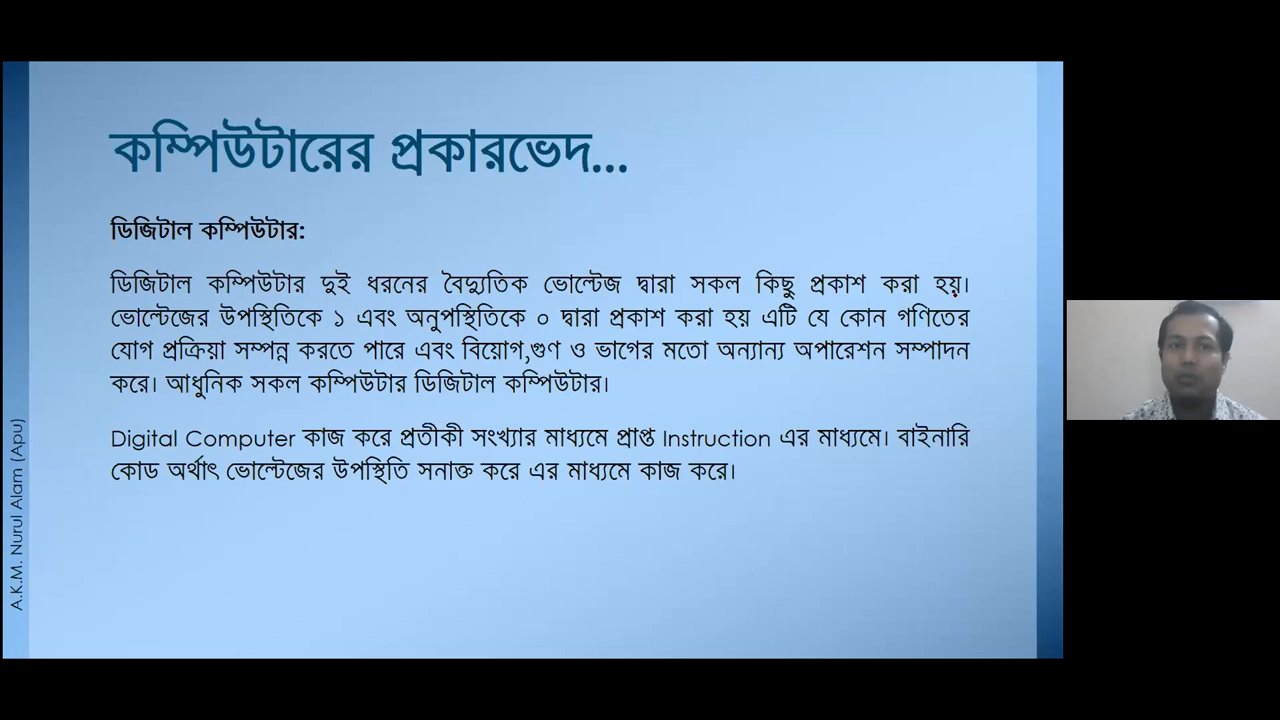 কম্পিউটারের প্রকারভেদ...
ডিজিটাল কম্পিউটার:
ডিজিটাল কম্পিউটার দুই ধরনের বৈদ্যুতিক ভোল্টেজ দ্বারা সকল কিছু প্রকাশ করা হয়।
ভোল্টেজের উপস্থিতিকে ১ এবং অনুপস্থিতিকে ০ দ্বারা প্রকাশ করা হয় এটি যে কোন গণিতের
যোগ প্রক্রিয়া সম্পন্ন করতে পারে এবং বিয়োগ,গুণ ও ভাগের মতো অন্যান্য অপারেশন সম্পাদন
করে। আধুনিক সকল কম্পিউটার ডিজিটাল কম্পিউটার।
Digital Computer কাজ করে প্রতীকী সংখ্যার মাধ্যমে প্রাপ্ত Instruction এর মাধ্যমে। বাইনারি
কোড অর্থাৎ ভোল্টেজের উপস্থিতি সনাক্ত করে এর মাধ্যমে কাজ করে।
A.K.M. Nurul Alam (Apu)